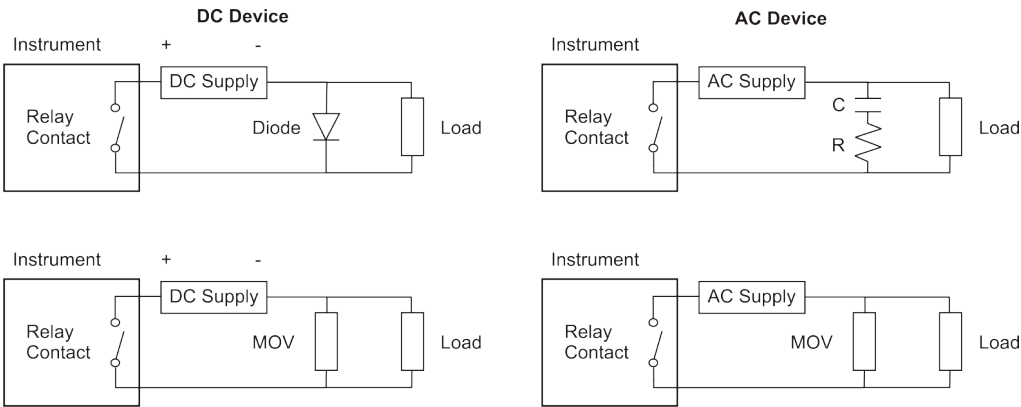 DC Device
Instrument + -
DC Supply
Relay
Contact
Diode
Load
AC Device
Instrument
AC Supply
Relay
Contact
C
R
Load
Instrument + -
DC Supply
Relay
Contact
MOV
Load
Instrument
AC Supply
Relay
Contact
MOV
Load